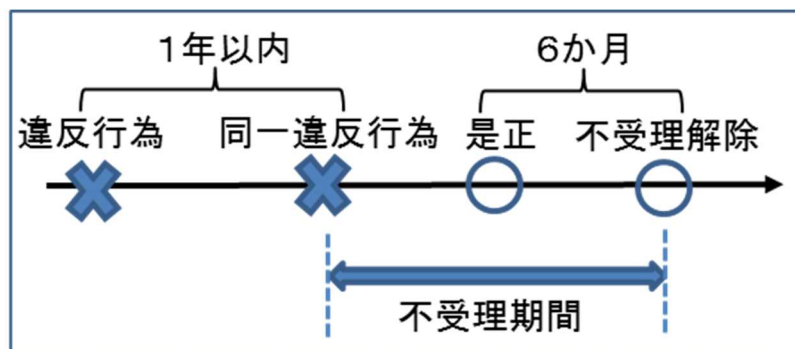 1年以内
6か月
違反行為
同一違反行為
是正
不受理解除
不受理期間